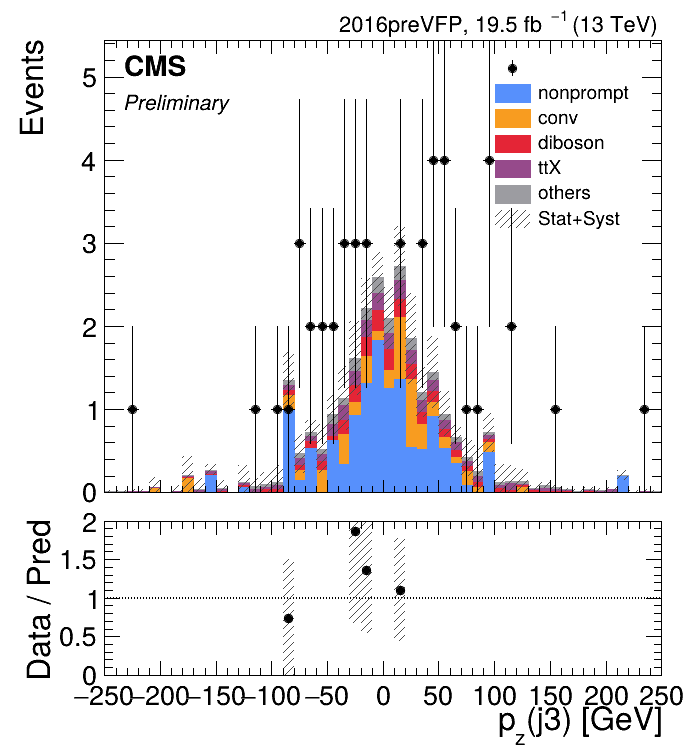 2016preVFP, 19.5 fb⁻¹ (13 TeV)
CMS
Preliminary
Events
nonprompt
conv
diboson
ttX
others
Stat+Syst
5
4
3
2
1
0
Data / Pred
2
1.5
1
0.5
0
−250 −200 −150 −100 −50 0 50 100 150 200 250
p_z(j3) [GeV]